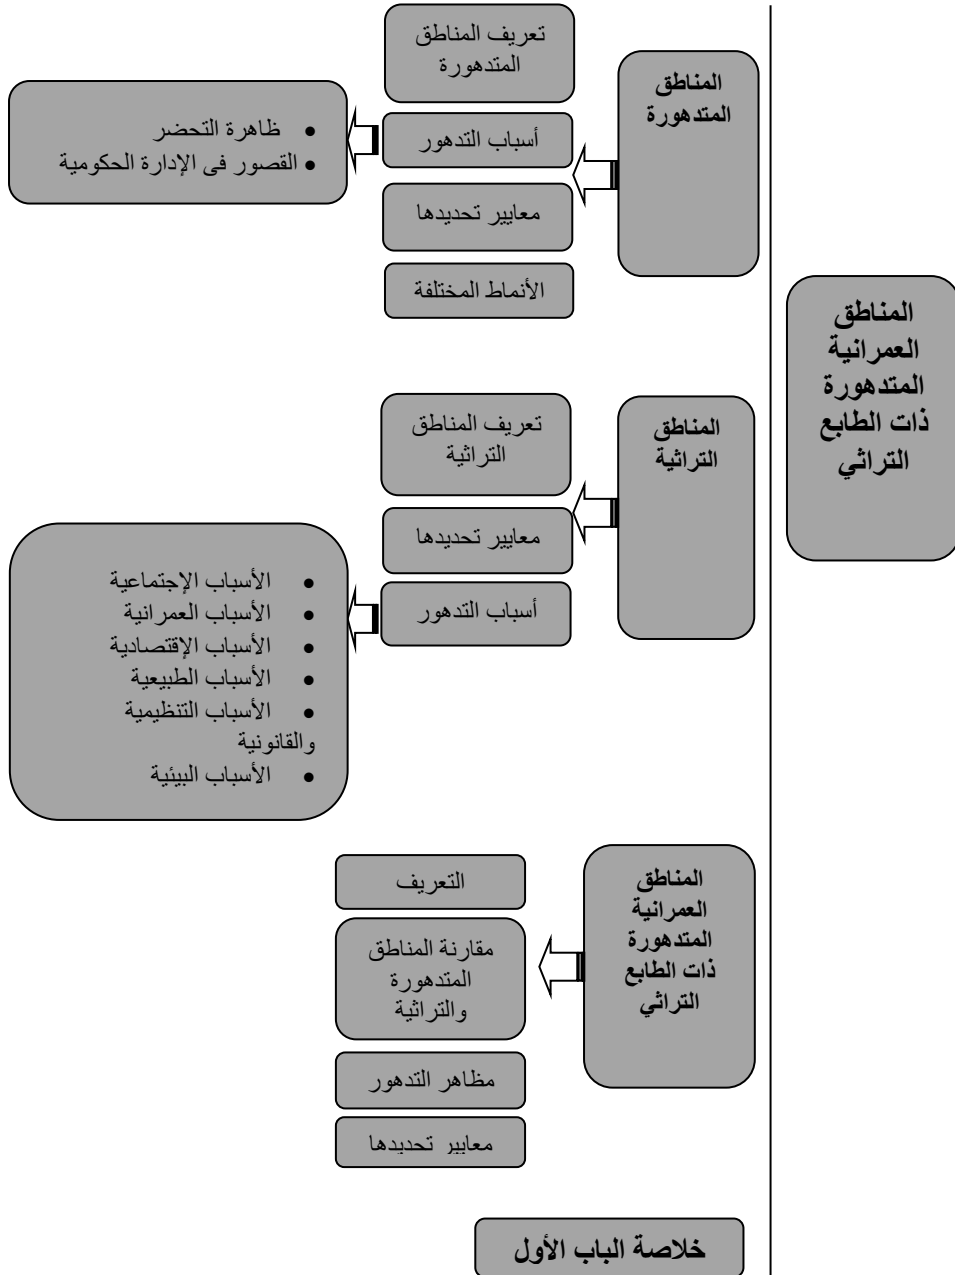 المناطق
العمرانية
المتدهورة
ذات الطابع
التراثي
المناطق
المتدهورة
تعريف المناطق
المتدهورة
أسباب التدهور
معايير تحديدها
الأنماط المختلفة
• ظاهرة التحضر
• القصور فى الإدارة الحكومية
المناطق
التراثية
تعريف المناطق
التراثية
معايير تحديدها
أسباب التدهور
• الأسباب الإجتماعية
• الأسباب العمرانية
• الأسباب الإقتصادية
• الأسباب الطبيعية
• الأسباب التنظيمية
والقانونية
• الأسباب البيئية
المناطق
العمرانية
المتدهورة
ذات الطابع
التراثي
التعريف
مقارنة المناطق
المتدهورة
والتراثية
مظاهر التدهور
معايير تحديدها
خلاصة الباب الأول